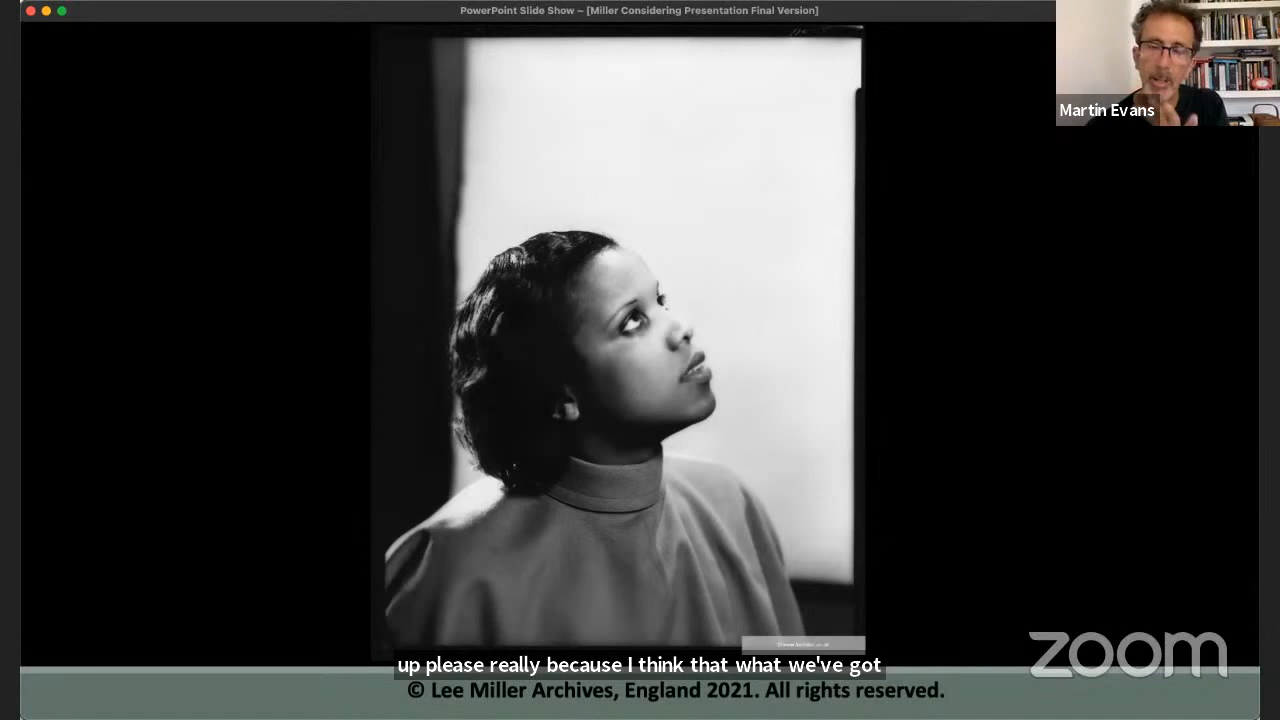 PowerPoint Slide Show – [Miller Considering Presentation Final Version]
Martin Evans
up please really because I think that what we've got
© Lee Miller Archives, England 2021. All rights reserved.
zoom